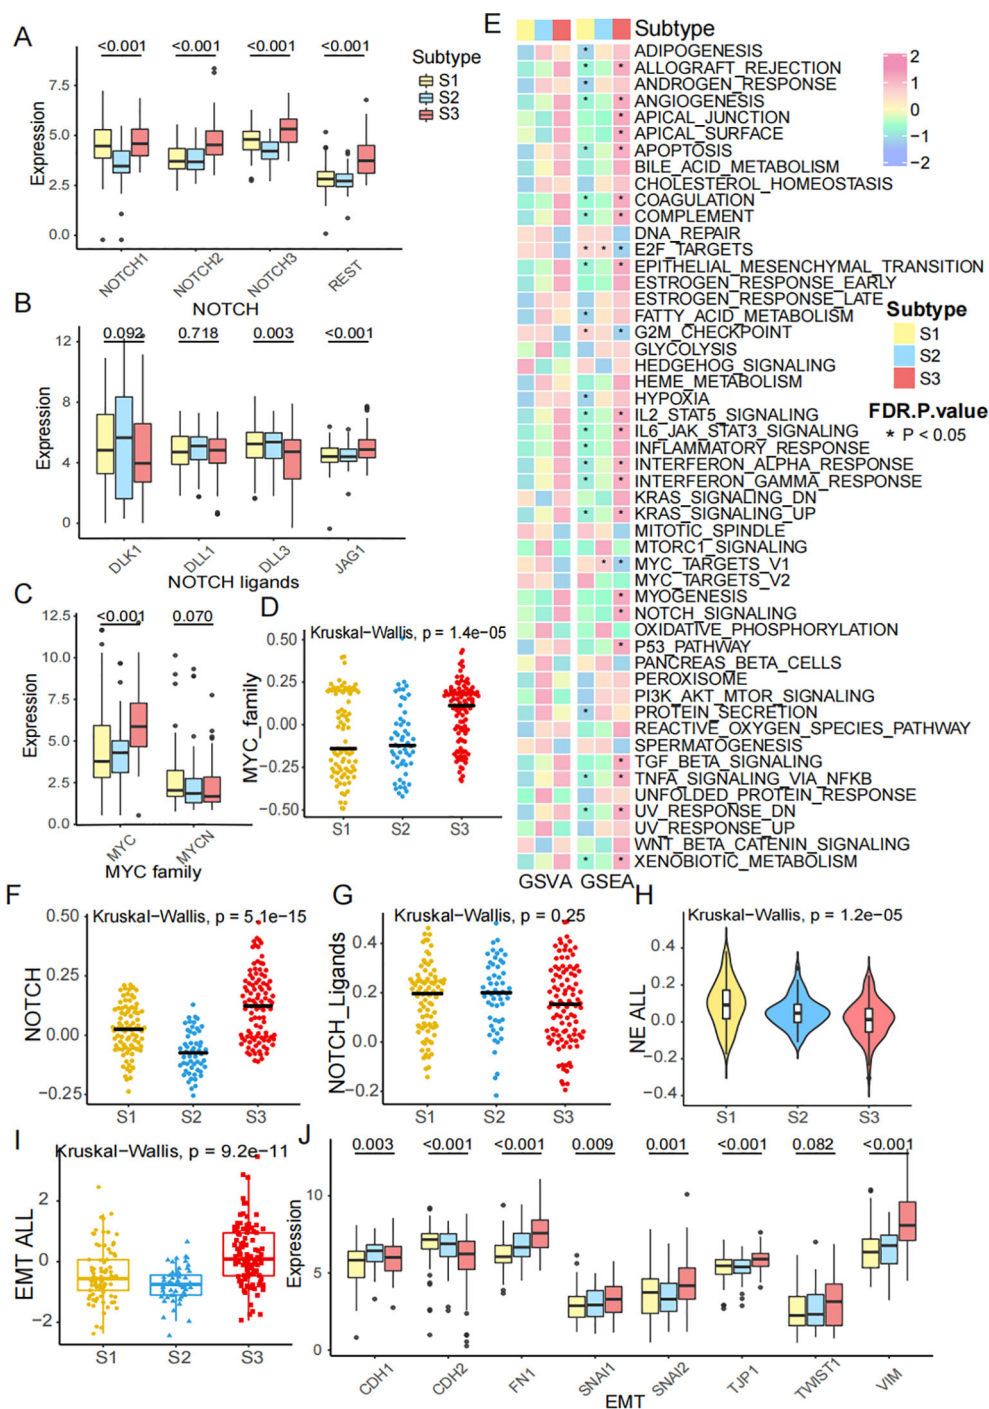 A
<0.001 <0.001 <0.001 <0.001
Subtype
S1
S2
S3
Expression
7.5
5.0
2.5
0.0
NOTCH1 NOTCH2 NOTCH3 REST
NOTCH
B
0.092 0.718 0.003 <0.001
Expression
12
8
4
0
DLK1 DLL1 DLL3 JAG1
NOTCH ligands
C
<0.001 0.070
Expression
12.5
10.0
7.5
5.0
2.5
0.0
MYC MYCN
MYC family
D
Kruskal−Wallis, p = 1.4e−05
MYC_family
0.50
0.25
0.00
−0.25
−0.50
S1 S2 S3
E
Subtype
ADIPOGENESIS
ALLOGRAFT_REJECTION
ANDROGEN_RESPONSE
ANGIOGENESIS
APICAL_JUNCTION
APICAL_SURFACE
APOPTOSIS
BILE_ACID_METABOLISM
CHOLESTEROL_HOMEOSTASIS
COAGULATION
COMPLEMENT
DNA_REPAIR
E2F_TARGETS
EPITHELIAL_MESENCHYMAL_TRANSITION
ESTROGEN_RESPONSE_EARLY
ESTROGEN_RESPONSE_LATE
FATTY_ACID_METABOLISM
G2M_CHECKPOINT
GLYCOLYSIS
HEDGEHOG_SIGNALING
HEME_METABOLISM
HYPOXIA
IL2_STAT5_SIGNALING
IL6_JAK_STAT3_SIGNALING
INFLAMMATORY_RESPONSE
INTERFERON_ALPHA_RESPONSE
INTERFERON_GAMMA_RESPONSE
KRAS_SIGNALING_DN
KRAS_SIGNALING_UP
MITOTIC_SPINDLE
MTORC1_SIGNALING
MYC_TARGETS_V1
MYC_TARGETS_V2
MYOGENESIS
NOTCH_SIGNALING
OXIDATIVE_PHOSPHORYLATION
P53_PATHWAY
PANCREAS_BETA_CELLS
PEROXISOME
PI3K_AKT_MTOR_SIGNALING
PROTEIN_SECRETION
REACTIVE_OXYGEN_SPECIES_PATHWAY
SPERMATOGENESIS
TGF_BETA_SIGNALING
TNFA_SIGNALING_VIA_NFKB
UNFOLDED_PROTEIN_RESPONSE
UV_RESPONSE_DN
UV_RESPONSE_UP
WNT_BETA_CATENIN_SIGNALING
XENOBIOTIC_METABOLISM
GSVA GSEA
2
1
0
−1
−2
Subtype
S1
S2
S3
FDR.P.value
* P < 0.05
F
Kruskal−Wallis, p = 5.1e−15
NOTCH
0.50
0.25
0.00
−0.25
S1 S2 S3
G
Kruskal−Wallis, p = 0.25
NOTCH_Ligands
0.4
0.2
0.0
−0.2
S1 S2 S3
H
Kruskal−Wallis, p = 1.2e−05
NE ALL
0.4
0.2
0.0
−0.2
−0.4
S1 S2 S3
I
Kruskal−Wallis, p = 9.2e−11
EMT ALL
2
0
−2
S1 S2 S3
J
0.003 <0.001 <0.001 0.009 0.001 <0.001 0.082 <0.001
Expression
10
5
0
CDH1 CDH2 FN1 SNAI1 SNAI2 TJP1 TWIST1 VIM
EMT